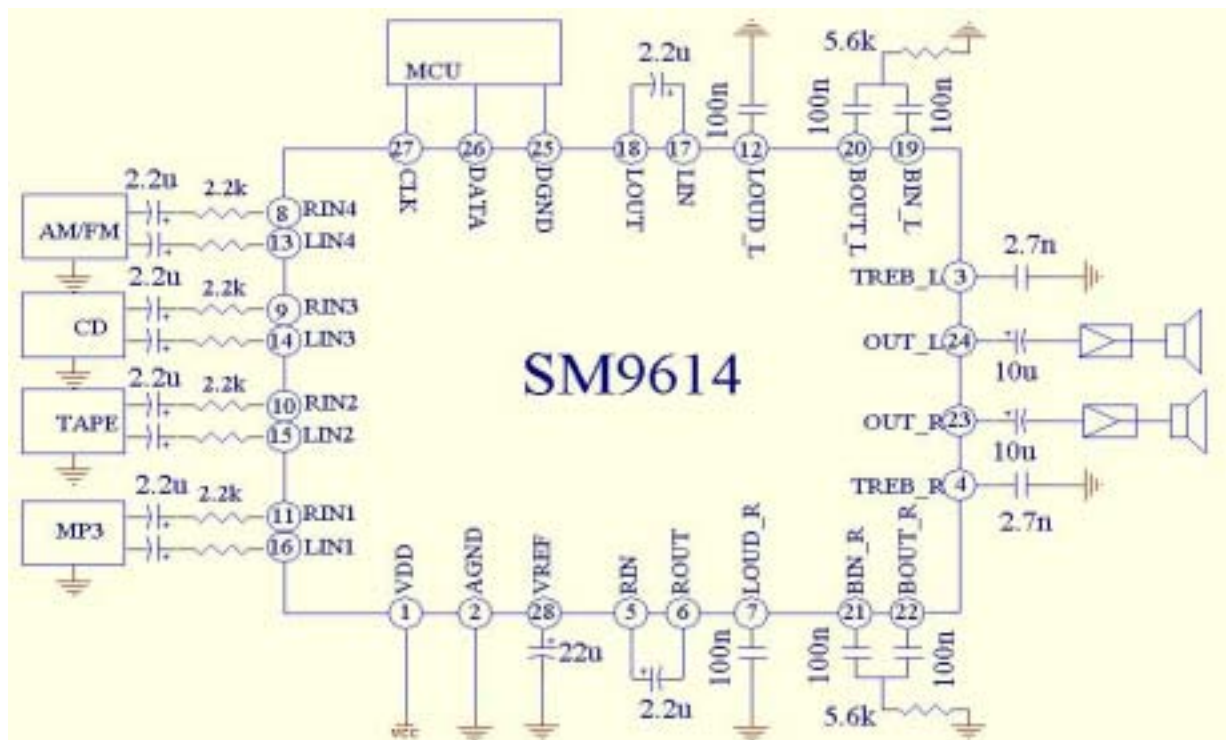 MCU
2.2u
100n
100n
5.6k
100n
27
26
25
18
17
12
20
19
CLK
DATA
DGND
LOUT
LIN
LOUD_L
BOUT_L
BIN_L
AM/FM
2.2u
2.2k
8
RIN4
13
LIN4
CD
2.2u
2.2k
9
RIN3
14
LIN3
TAPE
2.2u
2.2k
10
RIN2
15
LIN2
MP3
2.2u
2.2k
11
RIN1
16
LIN1
SM9614
TREB_L
3
2.7n
OUT_L
24
10u
OUT_R
23
10u
TREB_R
4
2.7n
VDD
AGND
VREF
RIN
ROUT
LOUD_R
BIN_R
BOUT_R
1
2
28
5
6
7
21
22
vcc
22u
2.2u
100n
100n
5.6k
100n